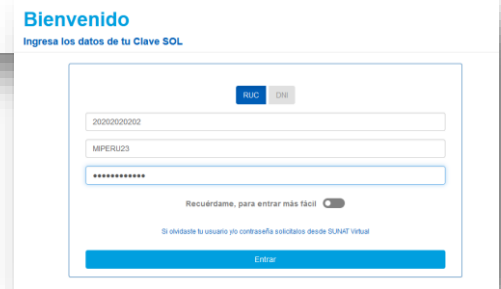 Bienvenido
Ingresa los datos de tu Clave SOL
RUC DNI
20202020202
MIPERU23
••••••••••••
Recuérdame, para entrar más fácil
Si olvidaste tu usuario y/o contraseña solicítalos desde SUNAT Virtual
Entrar